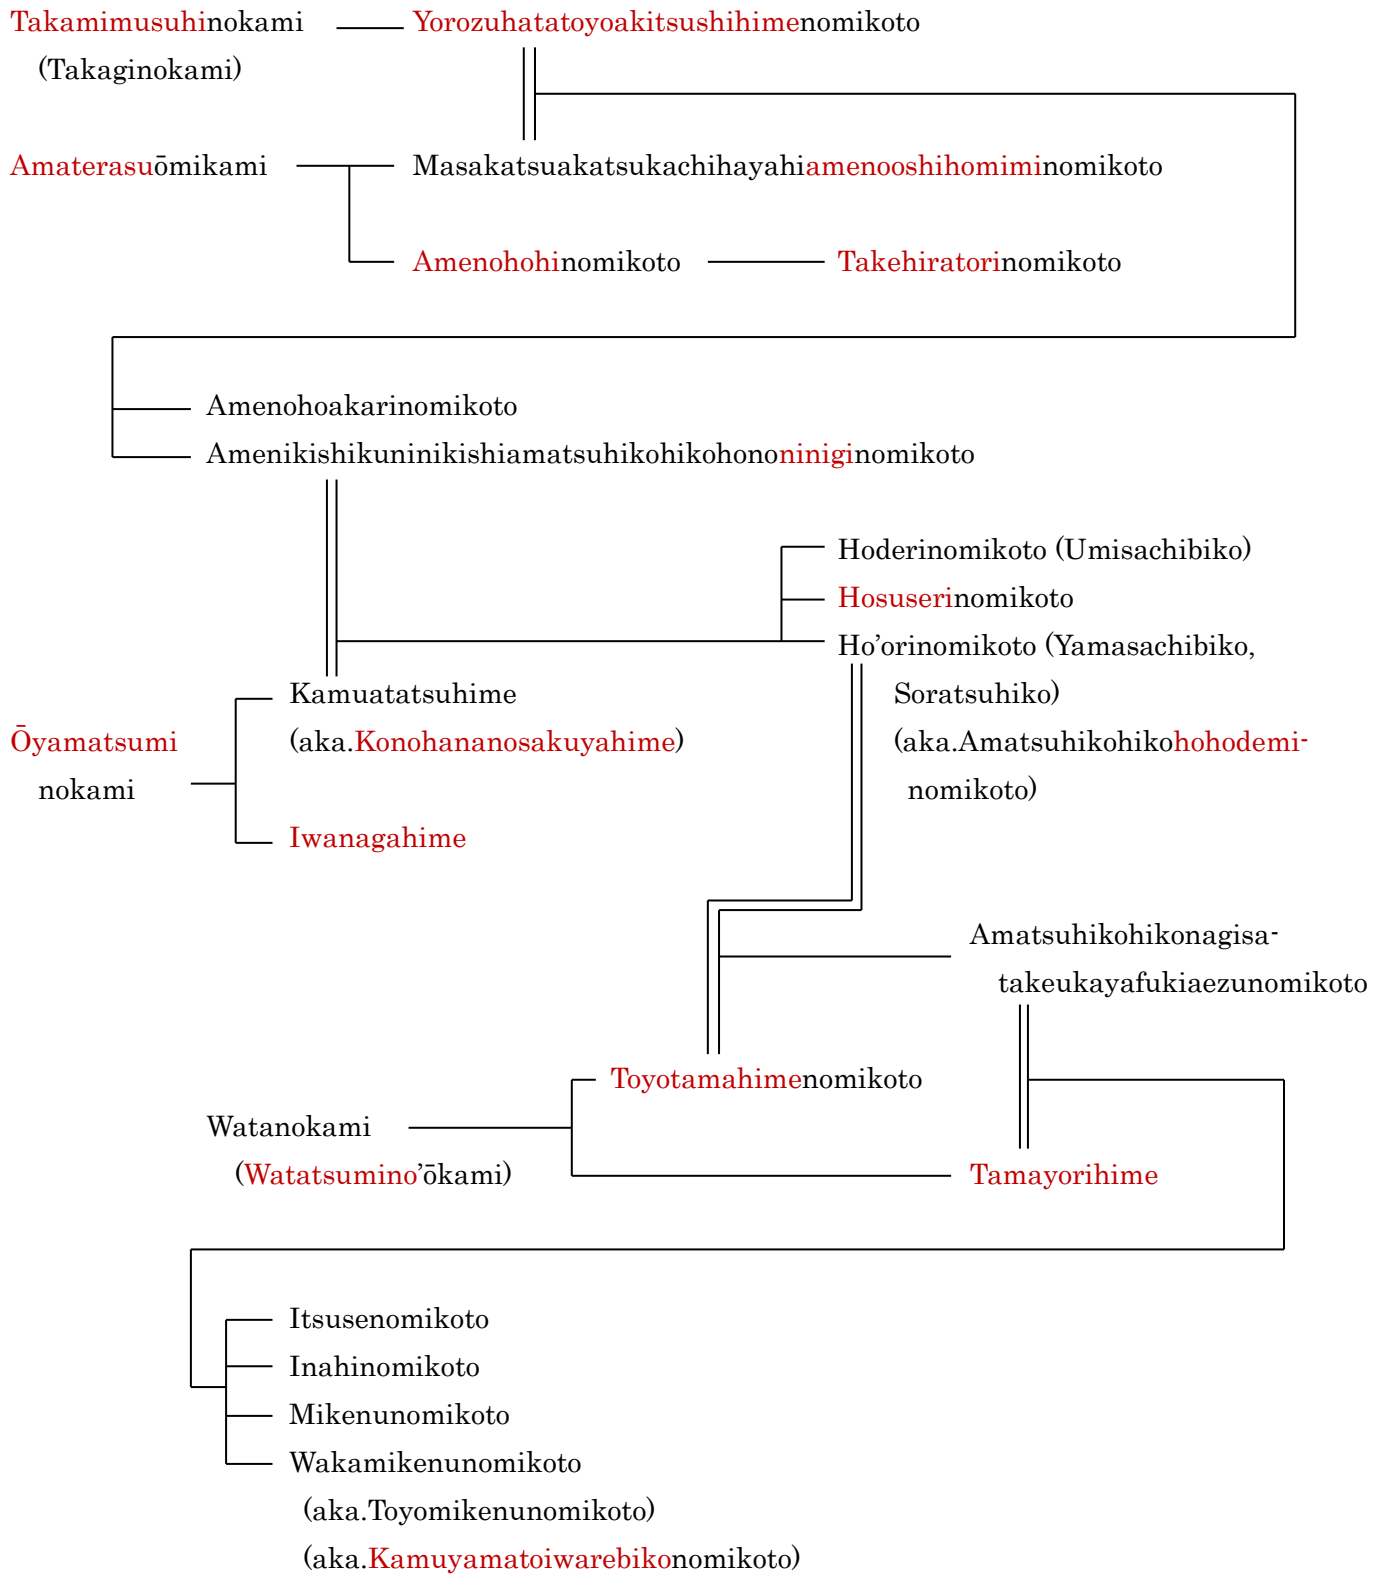 Takamimusuhinokami
Yorozuhatatoyoakitsushihimenomikoto
(Takaginokami)
Amaterasuōmikami
Masakatsuakatsukachihayahiamenooshihomiminomikoto
Amenohohinomikoto
Takehiratorinomikoto
Amenohoakarinomikoto
Amenikishikuninikishiamatsuhikohikohononiniginomikoto
Hoderinomikoto (Umisachibiko)
Hosuserinomikoto
Ho’orinomikoto (Yamasachibiko,
Soratsuhiko)
(aka.Amatsuhikohikohohodemi-
nomikoto)
Kamuatatsuhime
(aka.Konohananosakuyahime)
Ōyamatsumi
nokami
Iwanagahime
Amatsuhikohikonagisa-
takeukayafukiaezunomikoto
Toyotamahimenomikoto
Watanokami
(Watatsumino’ōkami)
Tamayorihime
Itsusenomikoto
Inahinomikoto
Mikenunomikoto
Wakamikenunomikoto
(aka.Toyomikenunomikoto)
(aka.Kamuyamatoiwarebikonomikoto)